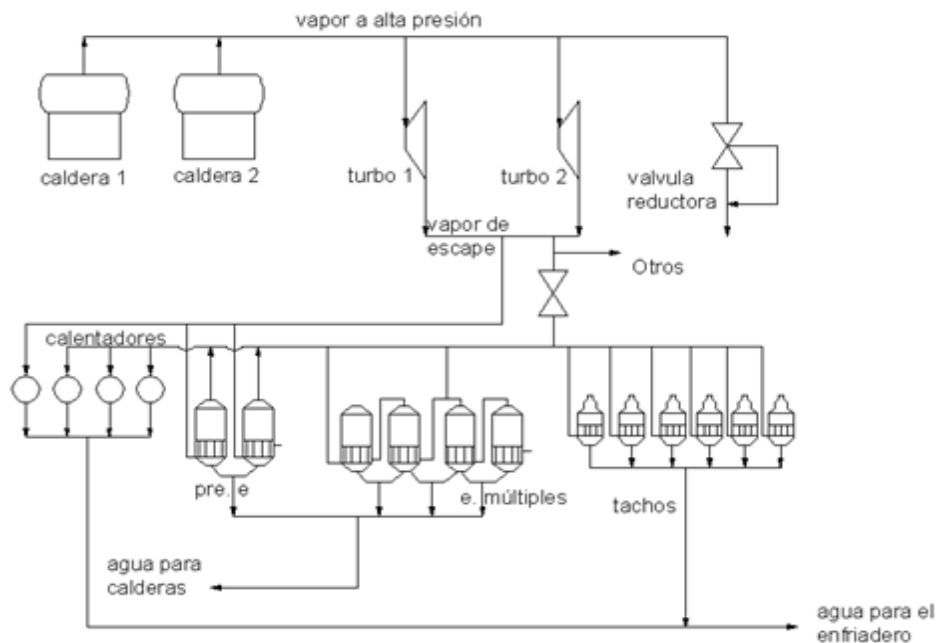 vapor a alta presión
caldera 1
caldera 2
turbo 1
turbo 2
valvula
reductora
vapor de
escape
Otros
calentadores
pre. e
e. múltiples
tachos
agua para
calderas
agua para el
enfriadero